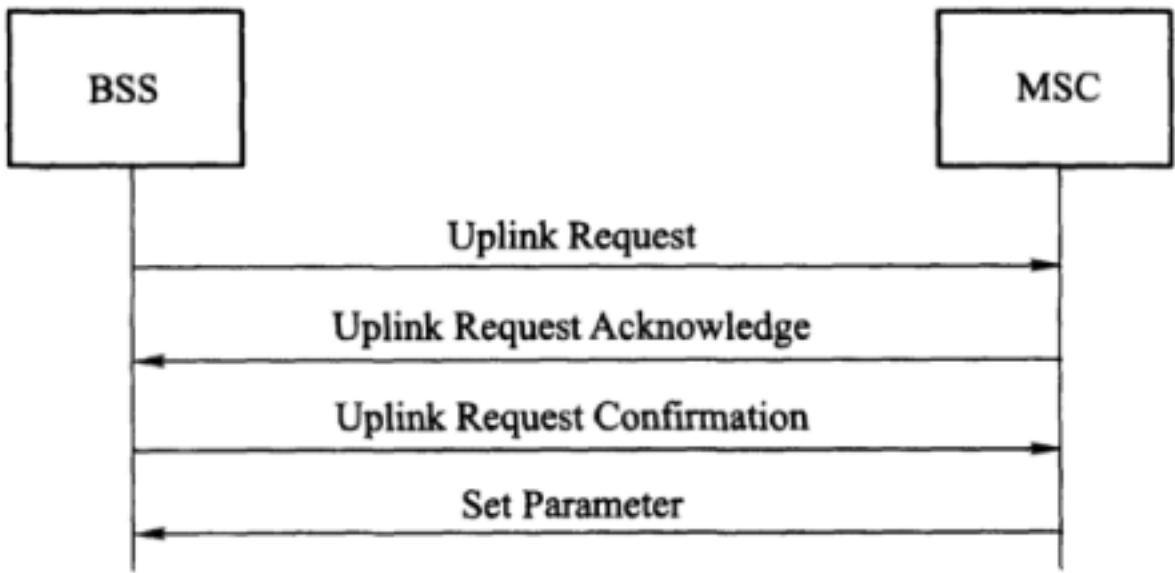 BSS
MSC
Uplink Request
Uplink Request Acknowledge
Uplink Request Confirmation
Set Parameter